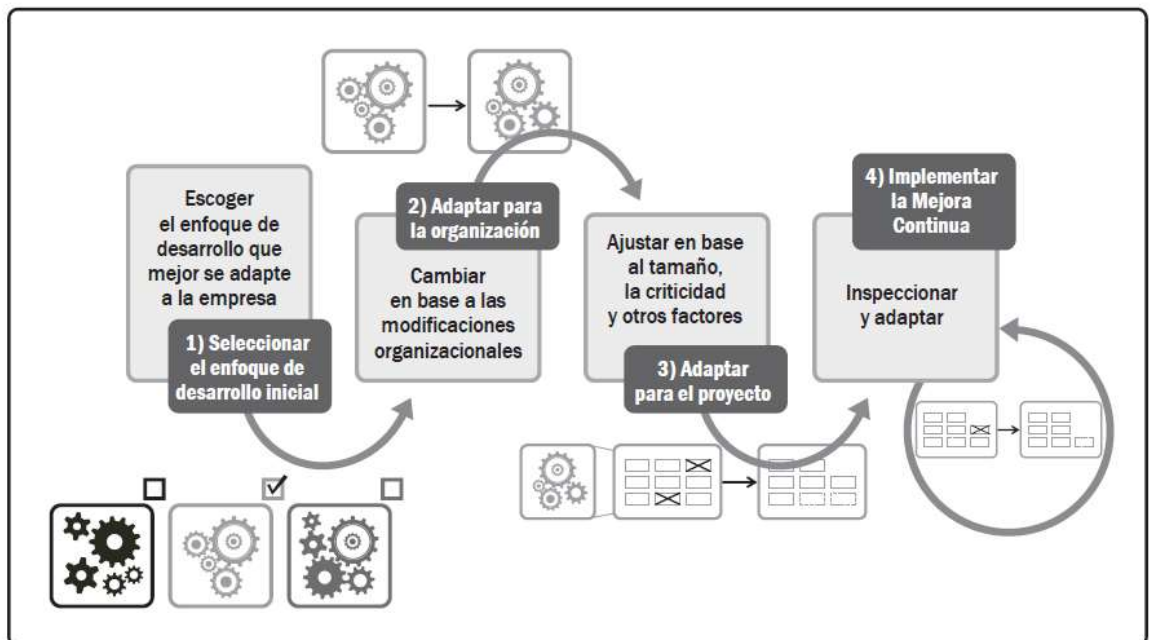 Escoger
el enfoque de
desarrollo que
mejor se adapte
a la empresa
1) Seleccionar
el enfoque de
desarrollo inicial
2) Adaptar para
la organización
Cambiar
en base a las
modificaciones
organizacionales
Ajustar en base
al tamaño,
la criticidad
y otros factores
3) Adaptar
para el proyecto
4) Implementar
la Mejora
Continua
Inspeccionar
y adaptar